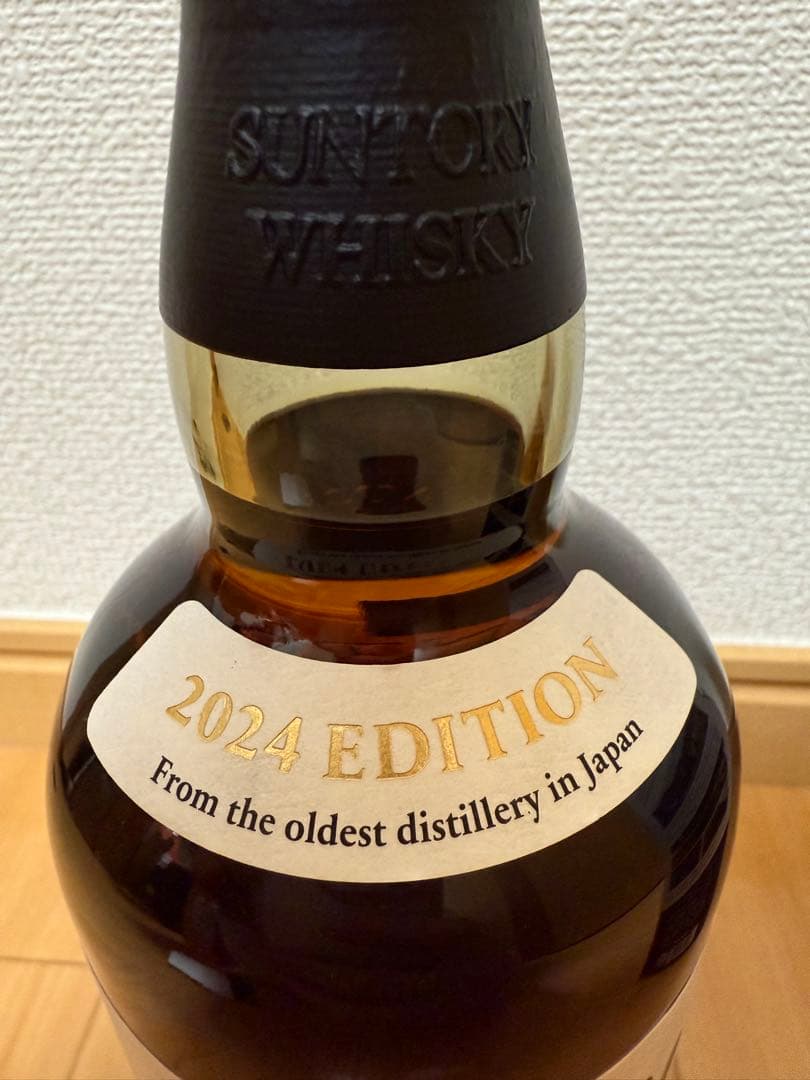 SUNTORY
WHISKY
2024 EDITION
From the oldest distillery in Japan